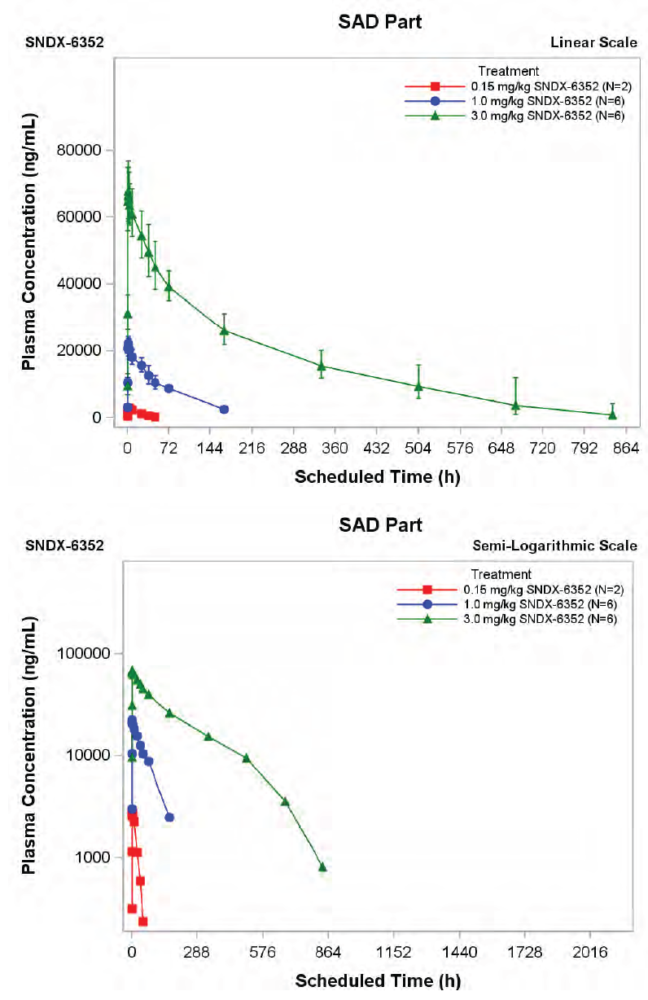 SAD Part
SNDX-6352 Linear Scale
Treatment
0.15 mg/kg SNDX-6352 (N=2)
1.0 mg/kg SNDX-6352 (N=6)
3.0 mg/kg SNDX-6352 (N=6)
Plasma Concentration (ng/mL)
80000
60000
40000
20000
0
0 72 144 216 288 360 432 504 576 648 720 792 864
Scheduled Time (h)
SAD Part
SNDX-6352 Semi-Logarithmic Scale
Treatment
0.15 mg/kg SNDX-6352 (N=2)
1.0 mg/kg SNDX-6352 (N=6)
3.0 mg/kg SNDX-6352 (N=6)
Plasma Concentration (ng/mL)
100000
10000
1000
0 288 576 864 1152 1440 1728 2016
Scheduled Time (h)